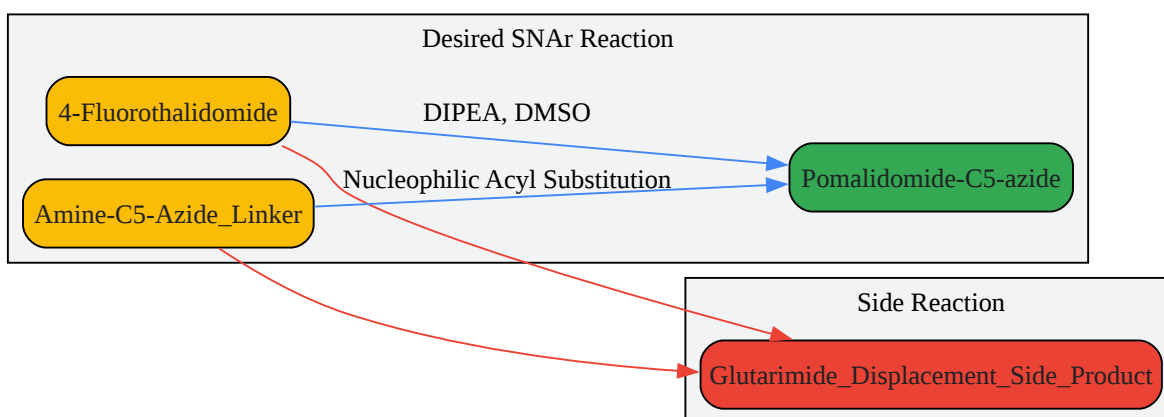 Desired SNAr Reaction
4-Fluorothalidomide
DIPEA, DMSO
Nucleophilic Acyl Substitution
Pomalidomide-C5-azide
Amine-C5-Azide_Linker
Side Reaction
Glutarimide_Displacement_Side_Product